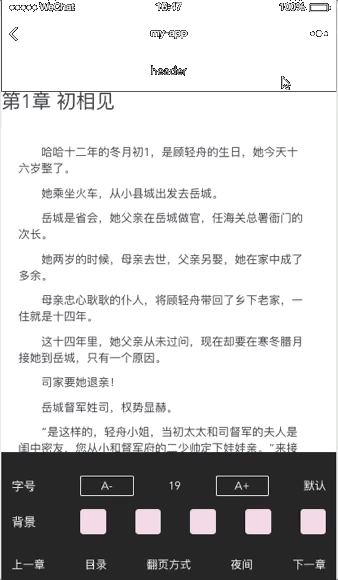 WeChat 16:47 100%
my-app
header
第1章 初相见
哈哈十二年的冬月初1，是顾轻舟的生日，她今天十
六岁整了。
她乘坐火车，从小县城出发去岳城。
岳城是省会，她父亲在岳城做官，任海关总署衙门的
次长。
她两岁的时候，母亲去世，父亲另娶，她在家中成了
多余。
母亲忠心耿耿的仆人，将顾轻舟带回了乡下老家，一
住就是十四年。
这十四年里，她父亲从未过问，现在却要在寒冬腊月
接她到岳城，只有一个原因。
司家要她退亲！
岳城督军姓司，权势显赫。
“是这样的，轻舟小姐，当初太太和司督军的夫人是
闺中密友，您从小和督军府的二少帅定下娃娃亲。”来接
字号 A- 19 A+ 默认
背景
上一章 目录 翻页方式 夜间 下一章